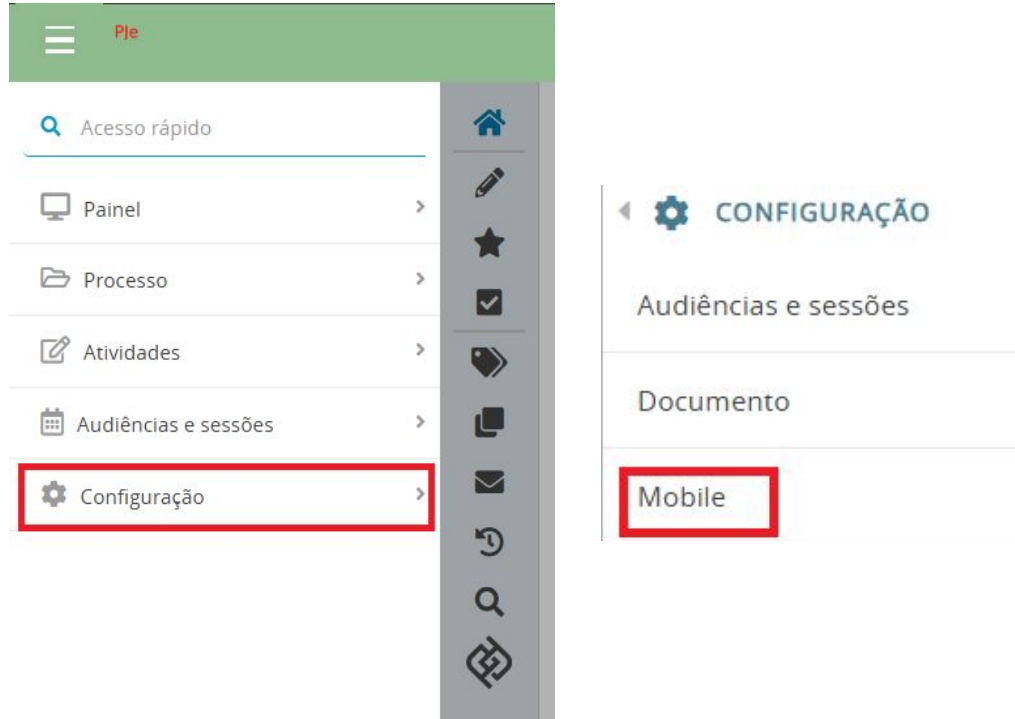 PJe
Acesso rápido
Painel
Processo
Atividades
Audiências e sessões
Configuração
CONFIGURAÇÃO
Audiências e sessões
Documento
Mobile